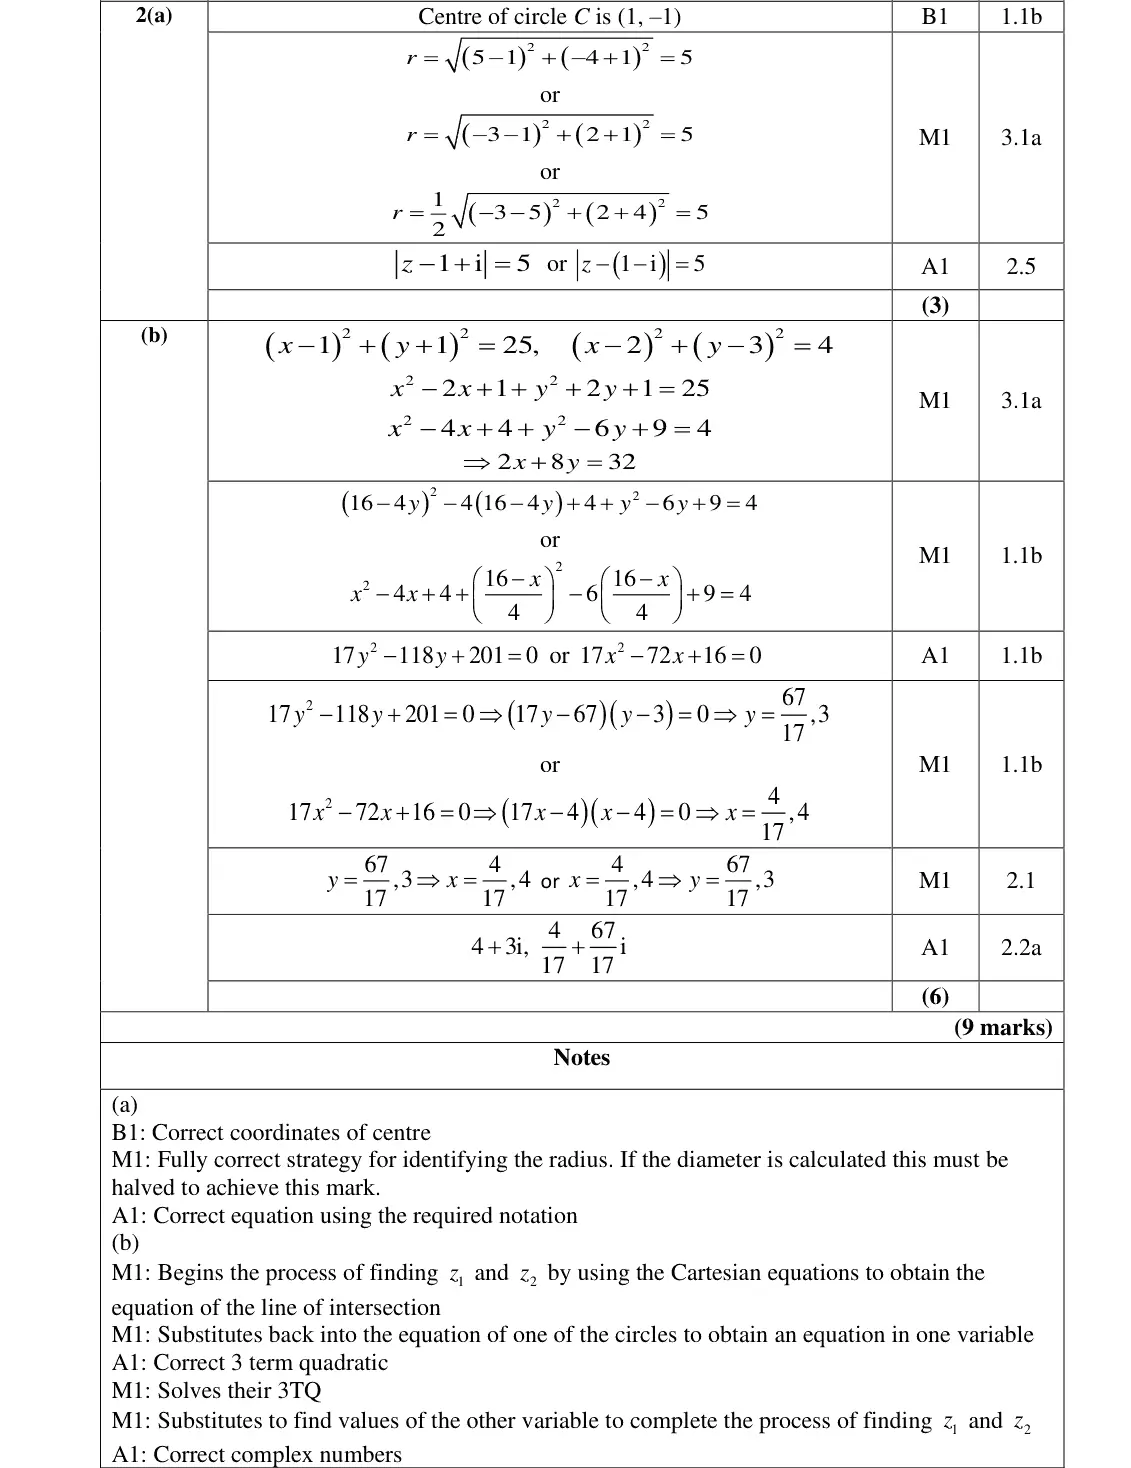 2(a) Centre of circle C is (1, –1) B1 1.1b
r = √((5−1)² + (−4+1)²) = 5
or
r = √((−3−1)² + (2+1)²) = 5 M1 3.1a
or
r = 1/2 √((−3−5)² + (2+4)²) = 5
|z −1+ i| = 5 or |z −(1−i)| = 5 A1 2.5
(3)
(b) (x−1)² + (y+1)² = 25, (x−2)² + (y−3)² = 4
x² − 2x + 1 + y² + 2y + 1 = 25 M1 3.1a
x² − 4x + 4 + y² − 6y + 9 = 4
⇒ 2x + 8y = 32
(16−4y)² − 4(16−4y) + 4 + y² − 6y + 9 = 4
or M1 1.1b
x² − 4x + 4 + ((16−x)/4)² − 6((16−x)/4) + 9 = 4
17y² −118y + 201 = 0 or 17x² − 72x + 16 = 0 A1 1.1b
17y² −118y + 201 = 0 ⇒ (17y − 67)(y − 3) = 0 ⇒ y = 67/17, 3
or M1 1.1b
17x² − 72x + 16 = 0 ⇒ (17x − 4)(x − 4) = 0 ⇒ x = 4/17, 4
y = 67/17, 3 ⇒ x = 4/17, 4 or x = 4/17, 4 ⇒ y = 67/17, 3 M1 2.1
4 + 3i, 4/17 + 67/17 i A1 2.2a
(6)
(9 marks)
Notes
(a)
B1: Correct coordinates of centre
M1: Fully correct strategy for identifying the radius. If the diameter is calculated this must be
halved to achieve this mark.
A1: Correct equation using the required notation
(b)
M1: Begins the process of finding z₁ and z₂ by using the Cartesian equations to obtain the
equation of the line of intersection
M1: Substitutes back into the equation of one of the circles to obtain an equation in one variable
A1: Correct 3 term quadratic
M1: Solves their 3TQ
M1: Substitutes to find values of the other variable to complete the process of finding z₁ and z₂
A1: Correct complex numbers